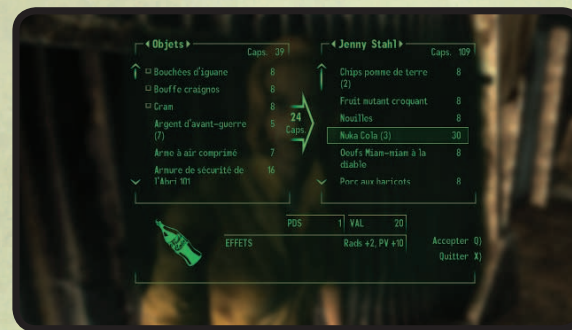 Objets
Caps. 39
Bouchées d'iguane 8
Bouffe craignos 8
Cram 8
Argent d'avant-guerre 5
(7)
Arme à air comprimé 7
Armure de sécurité de 16
l'Abri 101
24
Caps.
Jenny Stahl
Caps. 109
Chips pomme de terre 8
(2)
Fruit mutant croquant 8
Nouilles 8
Nuka Cola (3) 30
Oeufs Miam-miam à la 8
diable
Porc aux haricots 8
PDS 1 VAL 20
EFFETS Rads +2, PV +10
Accepter Q)
Quitter X)